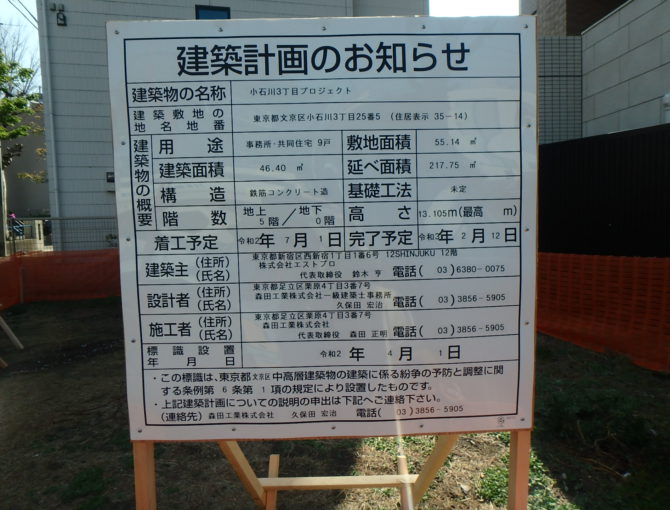 建築計画のお知らせ
建築物の名称 小石川3丁目プロジェクト
建築敷地の地名地番 東京都文京区小石川3丁目25番5 (住居表示 35-14)
建築物の概要
用途 事務所・共同住宅 9戸 敷地面積 55.14 ㎡
建築面積 46.40 ㎡ 延べ面積 217.75 ㎡
構造 鉄筋コンクリート造 基礎工法 未定
階数 地上5階/地下0階 高さ 13.105m(最高 m)
着工予定 令和2年7月1日 完了予定 令和 年2月12日
建築主(住所)(氏名) 東京都新宿区西新宿1丁目1番6号 125HINJUKU 12階
株式会社エストプロ
代表取締役 鈴木 亨 電話( 03 ) 6380-0075
設計者(住所)(氏名) 東京都足立区栗原4丁目3番7号
森田工業株式会社一級建築士事務所
久保田 宏治 電話( 03 ) 3856-5905
施工者(住所)(氏名) 東京都足立区栗原4丁目3番7号
森田工業株式会社
代表取締役 森田 正明 電話( 03 ) 3856-5905
標識設置年月日 令和2年4月1日
・この標識は、東京都文京区中高層建築物の建築に係る紛争の予防と調整に関
する条例第6条第1項の規定により設置したものです。
・上記建築計画についての説明の申出は下記へご連絡下さい。
(連絡先) 森田工業株式会社 久保田 宏治 電話( 03 ) 3856-5905